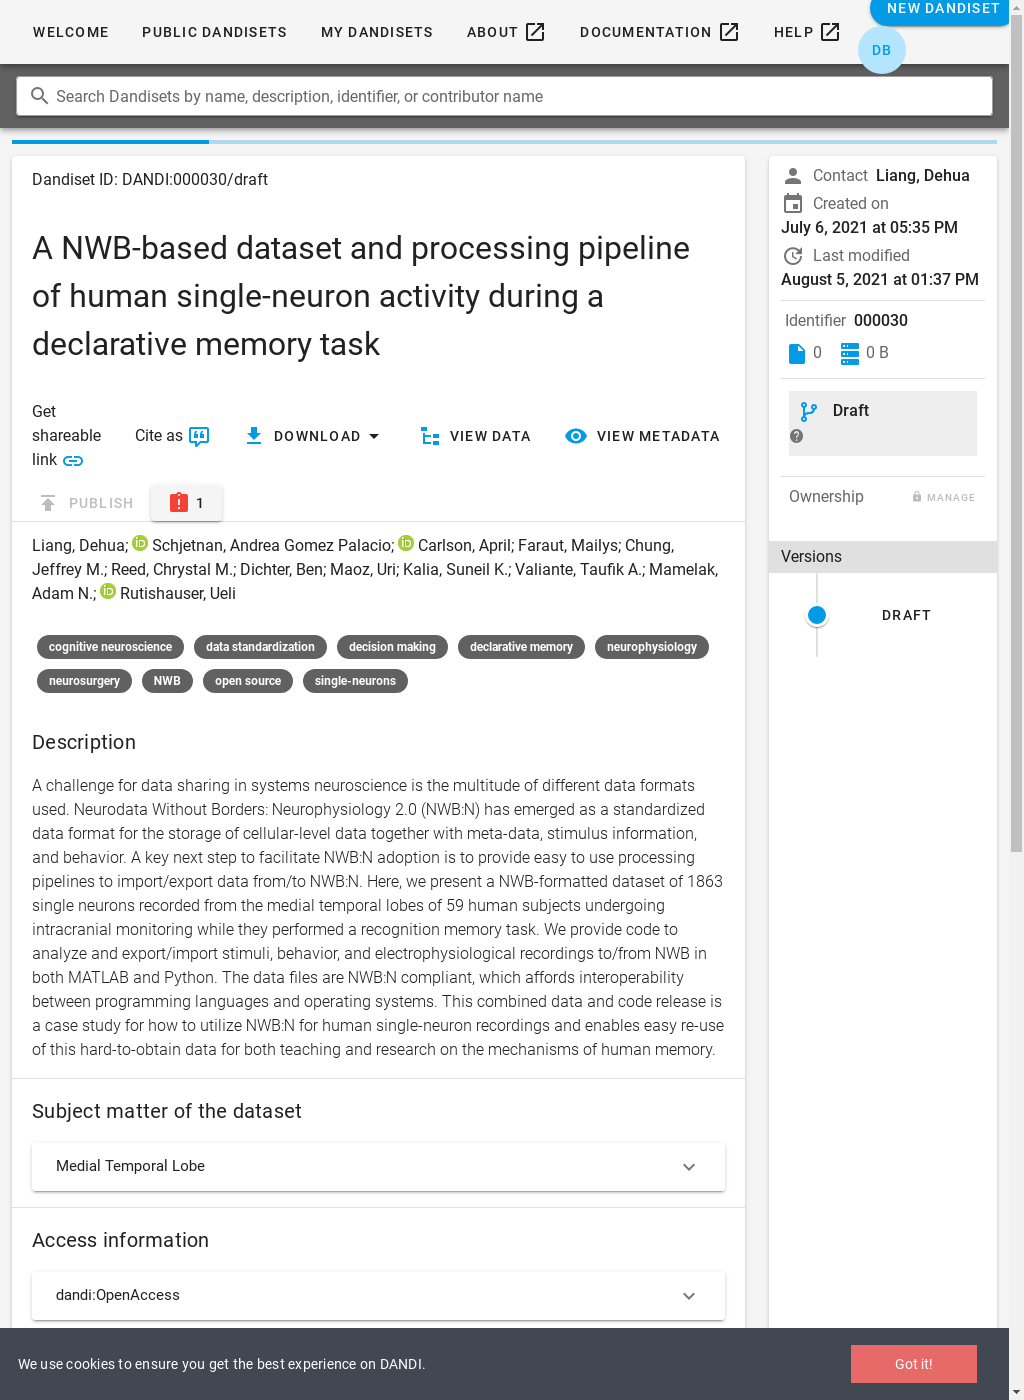 WELCOME PUBLIC DANDISETS MY DANDISETS ABOUT DOCUMENTATION HELP NEW DANDISET
DB
Search Dandisets by name, description, identifier, or contributor name
Dandiset ID: DANDI:000030/draft
A NWB-based dataset and processing pipeline
of human single-neuron activity during a
declarative memory task
Get
shareable
link
Cite as
DOWNLOAD
VIEW DATA
VIEW METADATA
PUBLISH
1
Liang, Dehua; Schjetnan, Andrea Gomez Palacio; Carlson, April; Faraut, Mailys; Chung,
Jeffrey M.; Reed, Chrystal M.; Dichter, Ben; Maoz, Uri; Kalia, Suneil K.; Valiante, Taufik A.; Mamelak,
Adam N.; Rutishauser, Ueli
cognitive neuroscience data standardization decision making declarative memory neurophysiology
neurosurgery NWB open source single-neurons
Description
A challenge for data sharing in systems neuroscience is the multitude of different data formats
used. Neurodata Without Borders: Neurophysiology 2.0 (NWB:N) has emerged as a standardized
data format for the storage of cellular-level data together with meta-data, stimulus information,
and behavior. A key next step to facilitate NWB:N adoption is to provide easy to use processing
pipelines to import/export data from/to NWB:N. Here, we present a NWB-formatted dataset of 1863
single neurons recorded from the medial temporal lobes of 59 human subjects undergoing
intracranial monitoring while they performed a recognition memory task. We provide code to
analyze and export/import stimuli, behavior, and electrophysiological recordings to/from NWB in
both MATLAB and Python. The data files are NWB:N compliant, which affords interoperability
between programming languages and operating systems. This combined data and code release is
a case study for how to utilize NWB:N for human single-neuron recordings and enables easy re-use
of this hard-to-obtain data for both teaching and research on the mechanisms of human memory.
Subject matter of the dataset
Medial Temporal Lobe
Access information
dandi:OpenAccess
Contact Liang, Dehua
Created on
July 6, 2021 at 05:35 PM
Last modified
August 5, 2021 at 01:37 PM
Identifier 000030
0 0 B
Draft
Ownership MANAGE
Versions
DRAFT
We use cookies to ensure you get the best experience on DANDI.
Got it!